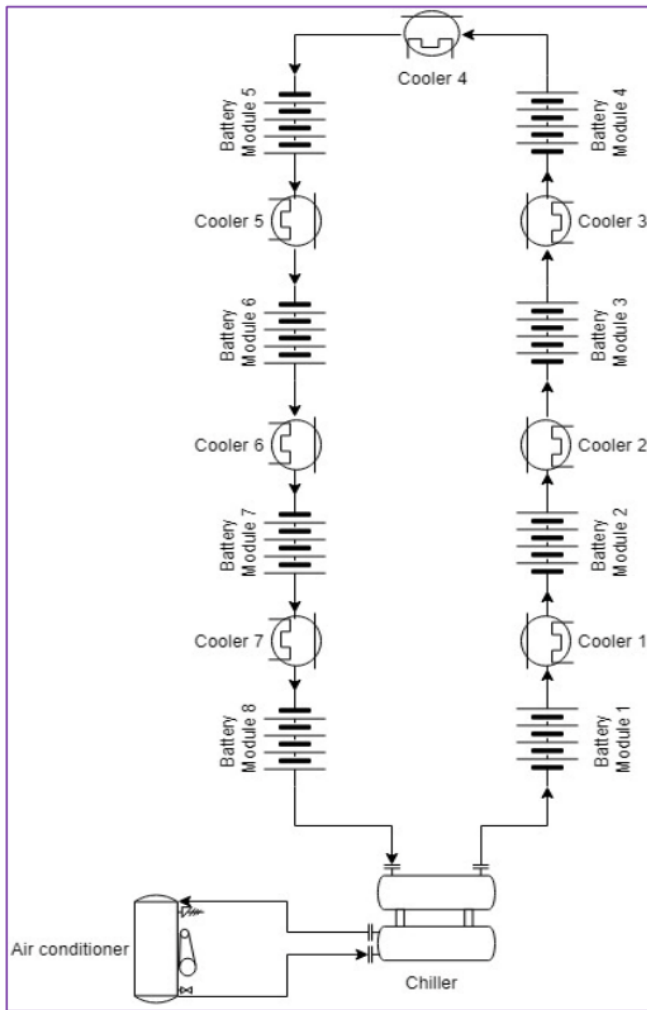 Cooler 4
Battery
Module 5
Battery
Module 4
Cooler 5
Cooler 3
Battery
Module 6
Battery
Module 3
Cooler 6
Cooler 2
Battery
Module 7
Battery
Module 2
Cooler 7
Cooler 1
Battery
Module 8
Battery
Module 1
Air conditioner
Chiller